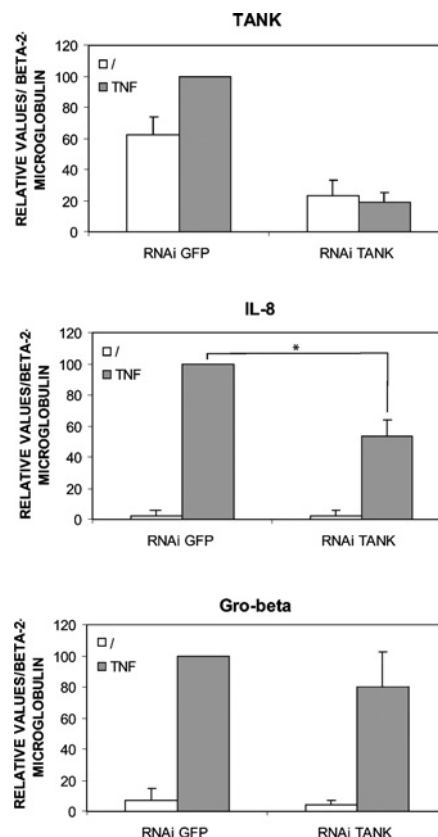 TANK
RELATIVE VALUES/ BETA-2-
MICROGLOBULIN
120
100
80
60
40
20
0
/
TNF
RNAi GFP
RNAi TANK
IL-8
RELATIVE VALUES/BETA-2-
MICROGLOBULIN
120
100
80
60
40
20
0
/
TNF
*
RNAi GFP
RNAi TANK
Gro-beta
RELATIVE VALUES/BETA-2-
MICROGLOBULIN
120
100
80
60
40
20
0
/
TNF
RNAi GFP
RNAi TANK